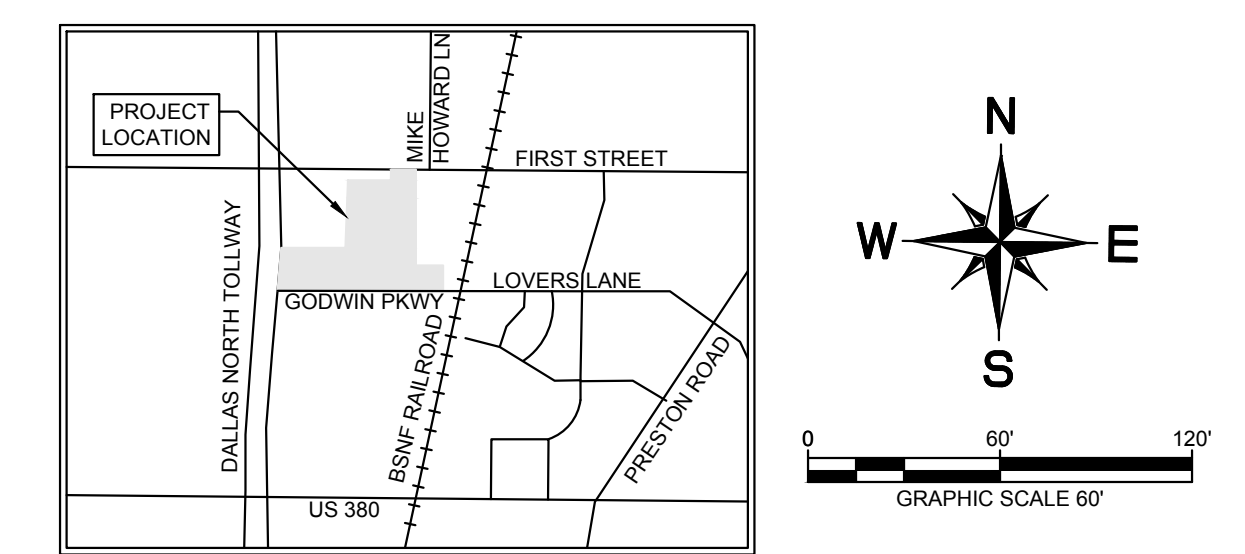 PROJECT
LOCATION
MIKE
HOWARD LN
FIRST STREET
DALLAS NORTH TOLLWAY
LOVERS LANE
GODWIN PKWY
BSNF RAILROAD
PRESTON ROAD
US 380
N
W
E
S
0
60'
120'
GRAPHIC SCALE 60'